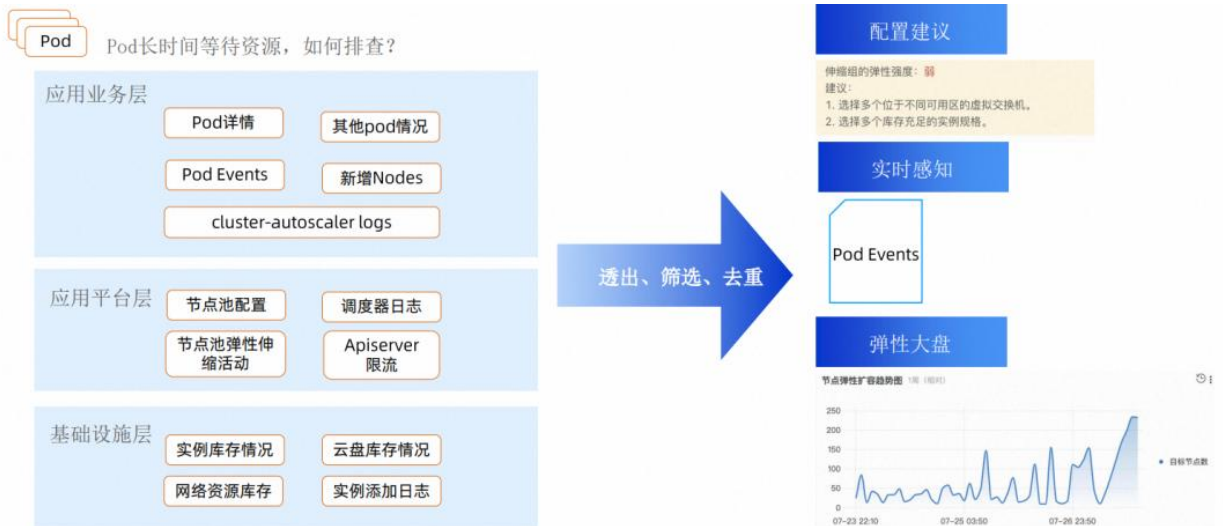 Pod
Pod长时间等待资源，如何排查？
应用业务层
Pod详情
其他pod情况
Pod Events
新增Nodes
cluster-autoscaler logs
应用平台层
节点池配置
调度器日志
节点池弹性伸
缩活动
Apiserver
限流
基础设施层
实例库存情况
云盘库存情况
网络资源库存
实例添加日志
透出、筛选、去重
配置建议
伸缩组的弹性强度：弱
建议：
1. 选择多个位于不同可用区的虚拟交换机。
2. 选择多个库存充足的实例规格。
实时感知
Pod Events
弹性大盘
节点弹性扩容趋势图 1周（相对）
250
200
150
100
50
0
07-23 22:10
07-25 03:50
07-26 23:50
目标节点数